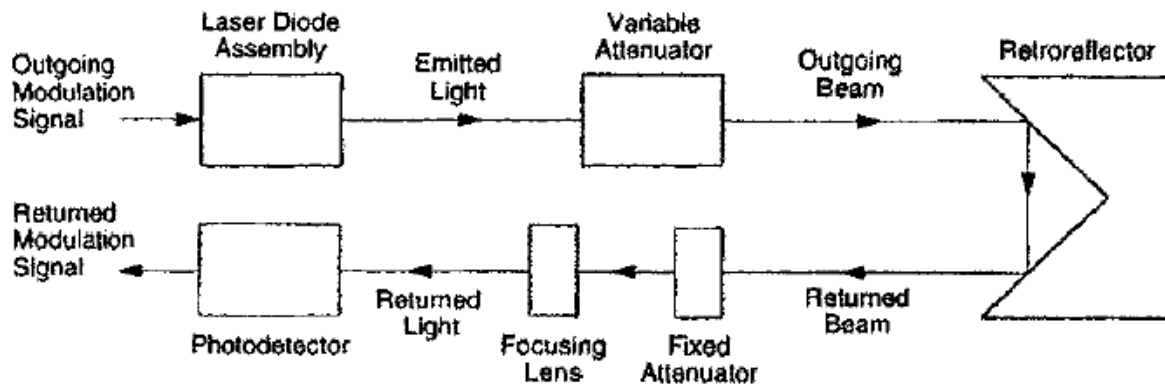 Laser Diode
Assembly
Variable
Attenuator
Retroreflector
Outgoing
Modulation
Signal
Emitted
Light
Outgoing
Beam
Returned
Modulation
Signal
Returned
Light
Returned
Beam
Photodetector
Focusing
Lens
Fixed
Attenuator